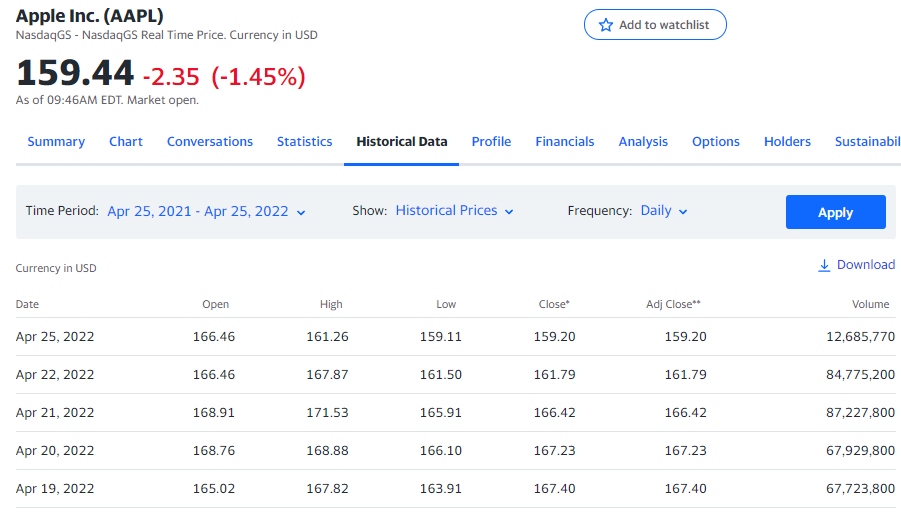 Apple Inc. (AAPL)
NasdaqGS - NasdaqGS Real Time Price. Currency in USD
Add to watchlist
159.44 -2.35 (-1.45%)
As of 09:46AM EDT. Market open.
Summary Chart Conversations Statistics Historical Data Profile Financials Analysis Options Holders Sustainabil
Time Period: Apr 25, 2021 - Apr 25, 2022 Show: Historical Prices Frequency: Daily Apply
Currency in USD Download
Date Open High Low Close* Adj Close** Volume
Apr 25, 2022 166.46 161.26 159.11 159.20 159.20 12,685,770
Apr 22, 2022 166.46 167.87 161.50 161.79 161.79 84,775,200
Apr 21, 2022 168.91 171.53 165.91 166.42 166.42 87,227,800
Apr 20, 2022 168.76 168.88 166.10 167.23 167.23 67,929,800
Apr 19, 2022 165.02 167.82 163.91 167.40 167.40 67,723,800